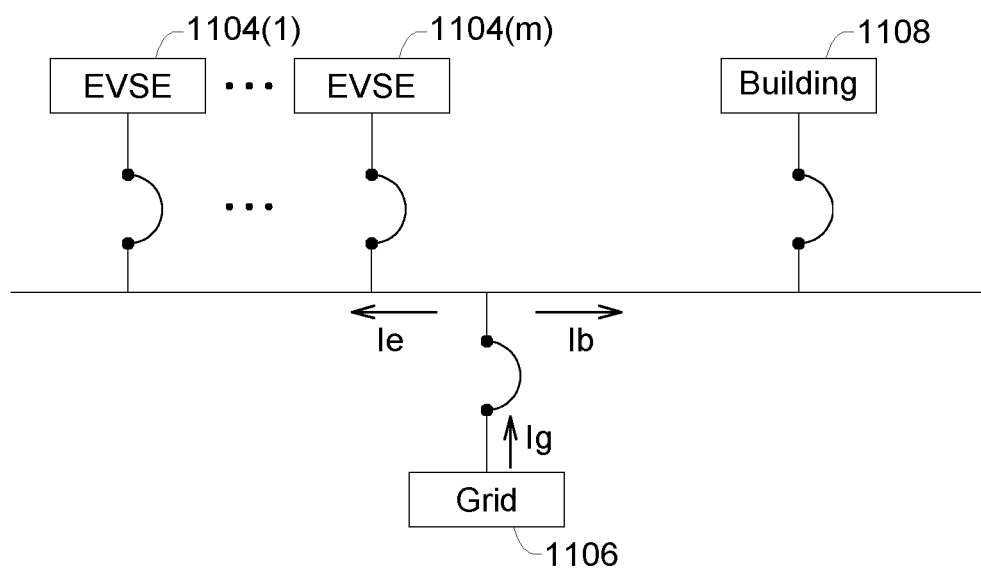 1104(1) 1104(m) 1108
EVSE ... EVSE Building
...
Ie Ib
Ig
Grid
1106